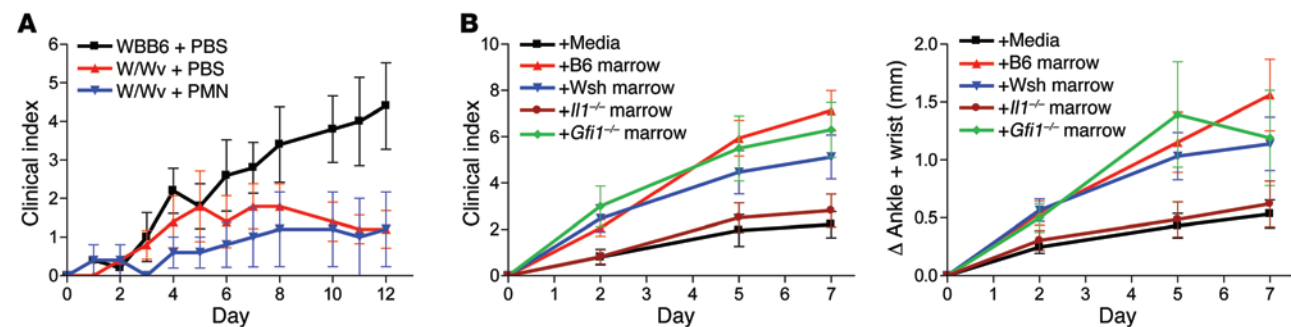 A
WBB6 + PBS
W/Wv + PBS
W/Wv + PMN
Clinical index
6
5
4
3
2
1
0
0 2 4 6 8 10 12
Day
B
+Media
+B6 marrow
+Wsh marrow
+Il1–/– marrow
+Gfi1–/– marrow
Clinical index
10
8
6
4
2
0
0 1 2 3 4 5 6 7
Day
+Media
+B6 marrow
+Wsh marrow
+Il1–/– marrow
+Gfi1–/– marrow
Δ Ankle + wrist (mm)
2.0
1.5
1.0
0.5
0.0
0 1 2 3 4 5 6 7
Day